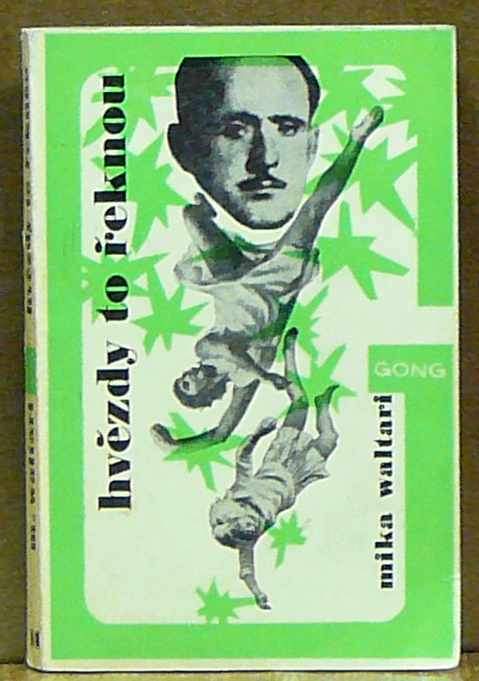 hvězdy to řeknou
GONG
mika waltari